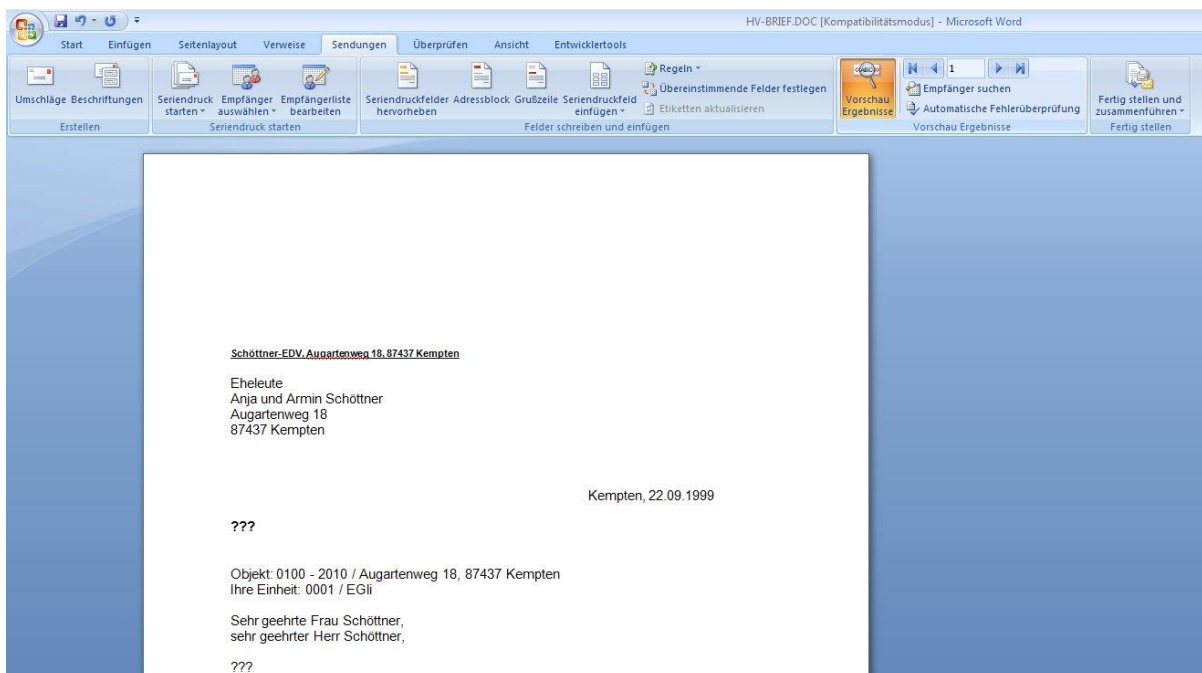 HV-BRIEF.DOC [Kompatibilitätsmodus] - Microsoft Word
Start Einfügen Seitenlayout Verweise Sendungen Überprüfen Ansicht Entwicklertools
Umschläge Beschriftungen
Erstellen
Seriendruck starten Empfänger auswählen Empfängerliste bearbeiten
Seriendruck starten
Seriendruckfelder hervorheben Adressblock Grußzeile Seriendruckfeld einfügen
Regeln
Übereinstimmende Felder festlegen
Etiketten aktualisieren
Felder schreiben und einfügen
ABC
Vorschau Ergebnisse
1
Empfänger suchen
Automatische Fehlerüberprüfung
Vorschau Ergebnisse
Fertig stellen und zusammenführen
Fertig stellen
Schöttner-EDV, Augartenweg 18, 87437 Kempten
Eheleute
Anja und Armin Schöttner
Augartenweg 18
87437 Kempten
Kempten, 22.09.1999
???
Objekt: 0100 - 2010 / Augartenweg 18, 87437 Kempten
Ihre Einheit: 0001 / EGli
Sehr geehrte Frau Schöttner,
sehr geehrter Herr Schöttner,
???